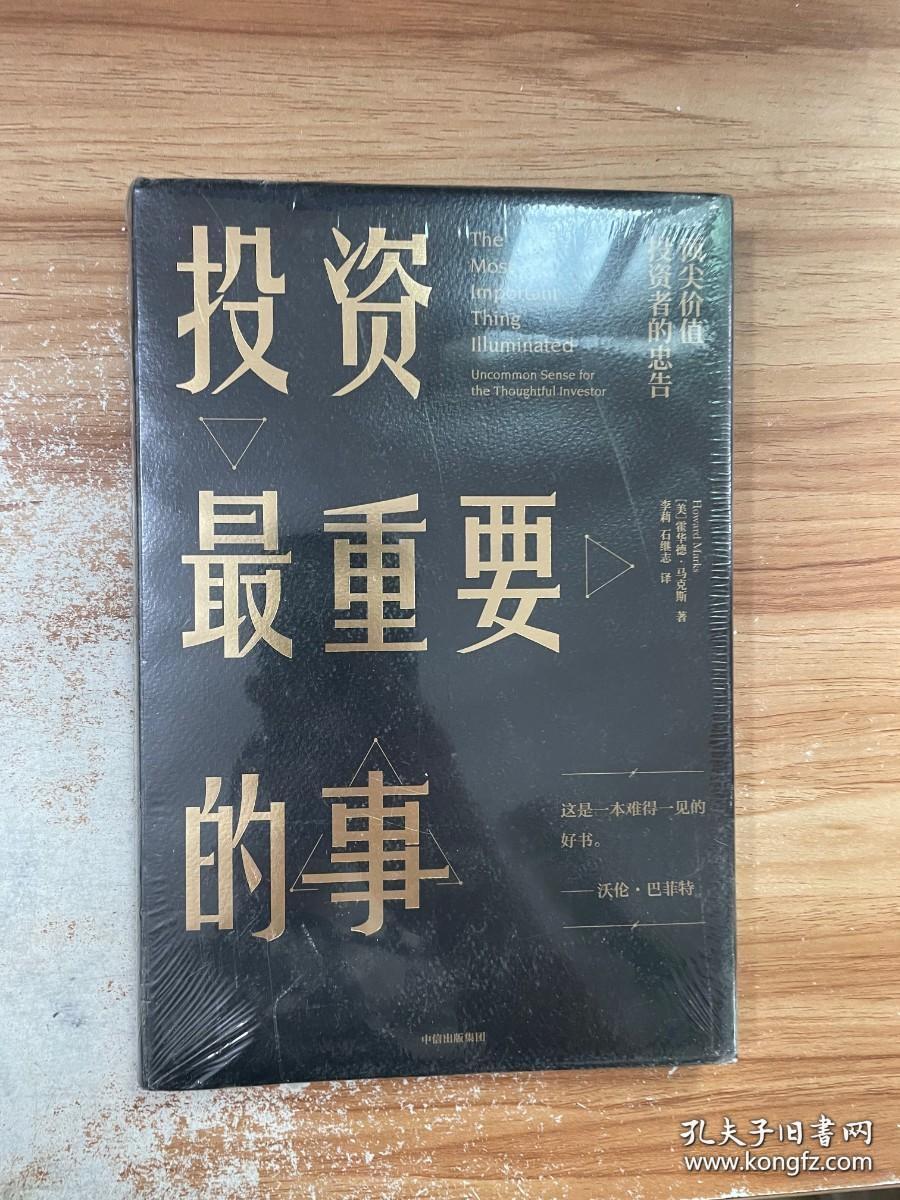 投资
最重要
的事
The
Most
Important
Thing
Illuminated
Uncommon Sense for
the Thoughtful Investor
顶尖价值
投资者的忠告
Howard Marks
[美]霍华德·马克斯 著
李莉 石继志 译
这是一本难得一见的
好书。
——沃伦·巴菲特
中信出版集团
孔夫子旧书网
www.kongfz.com